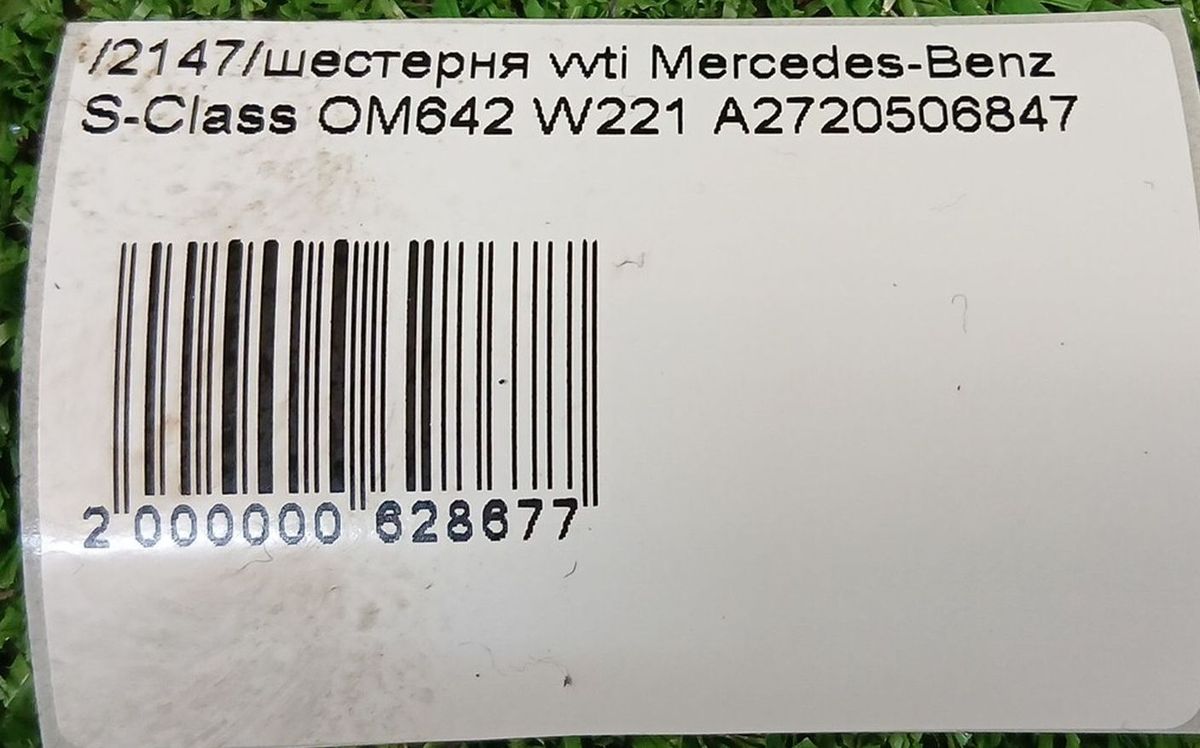 /2147/шестерня vvti Mercedes-Benz
S-Class OM642 W221 A2720506847
2 000000 628677